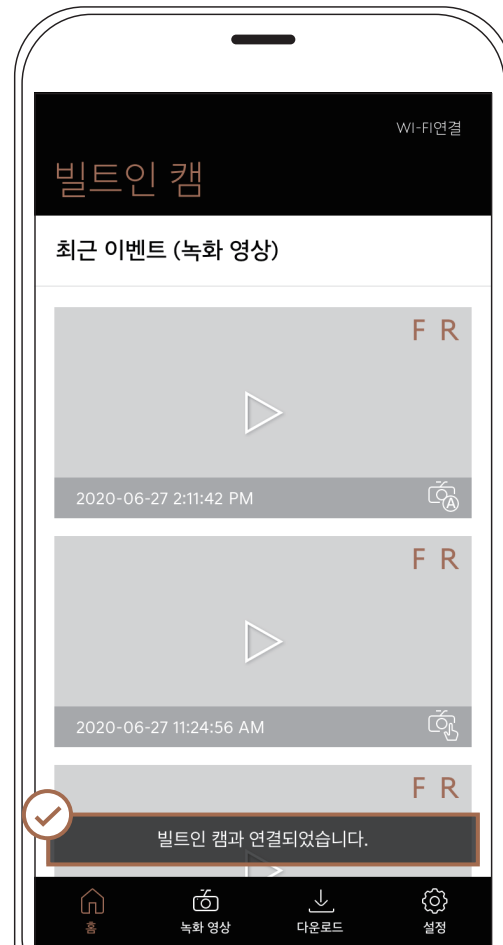 WI-FI연결
빌트인 캠
최근 이벤트 (녹화 영상)
F R
2020-06-27 2:11:42 PM
A
F R
2020-06-27 11:24:56 AM
F R
빌트인 캠과 연결되었습니다.
홈 녹화 영상 다운로드 설정